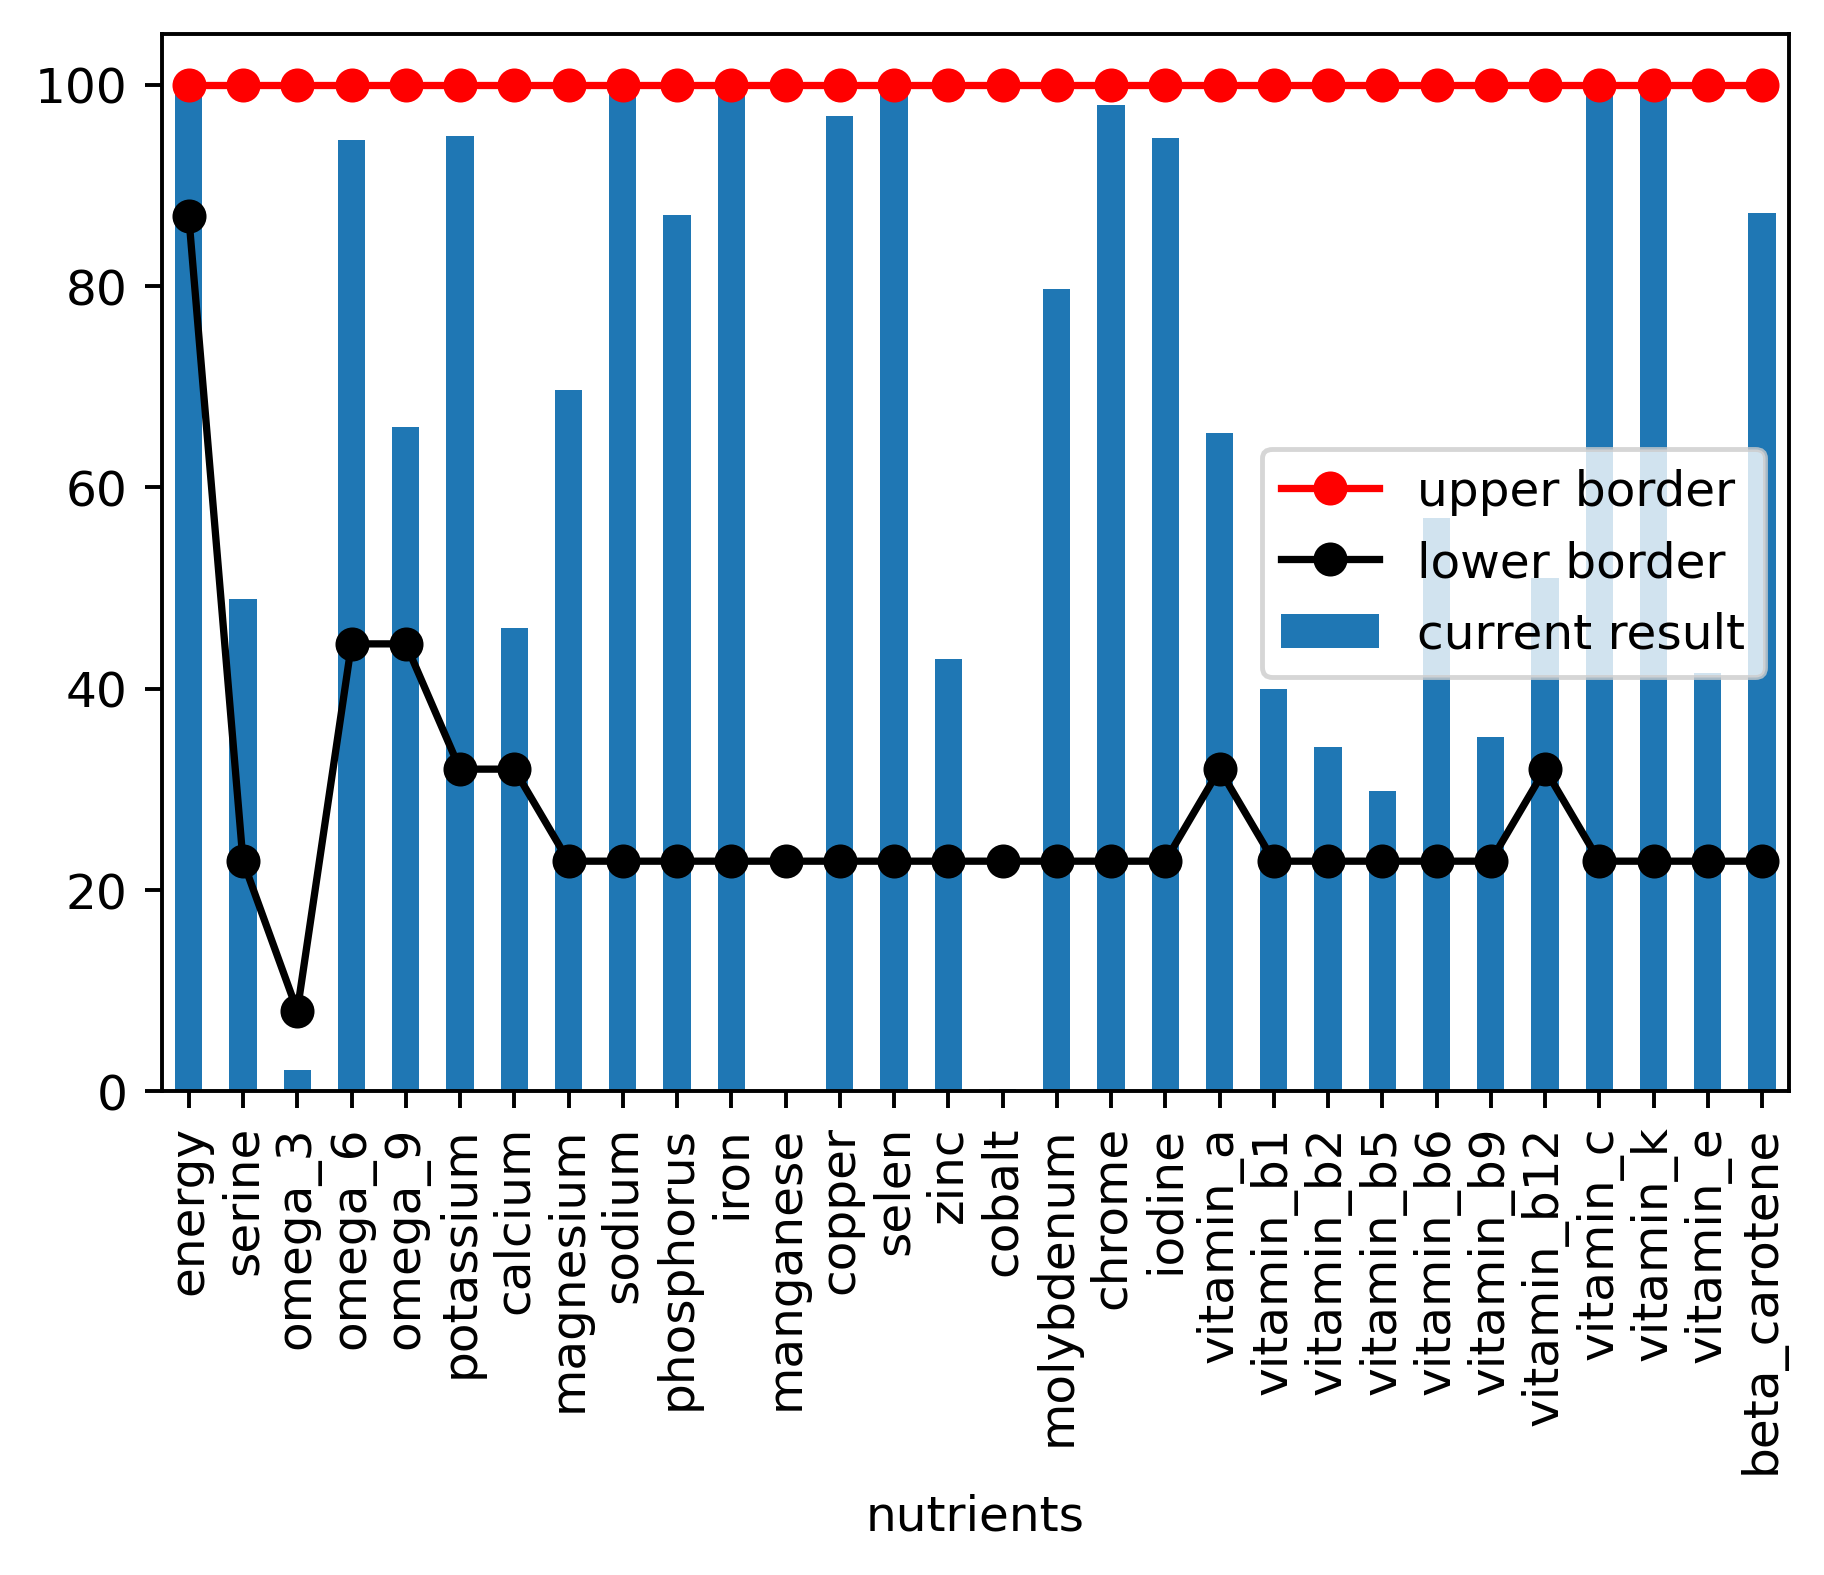 100
80
60
40
20
0
upper border
lower border
current result
energy
serine
omega_3
omega_6
omega_9
potassium
calcium
magnesium
sodium
phosphorus
iron
manganese
copper
selen
zinc
cobalt
molybdenum
chrome
iodine
vitamin_a
vitamin_b1
vitamin_b2
vitamin_b5
vitamin_b6
vitamin_b9
vitamin_b12
vitamin_c
vitamin_k
vitamin_e
beta_carotene
nutrients